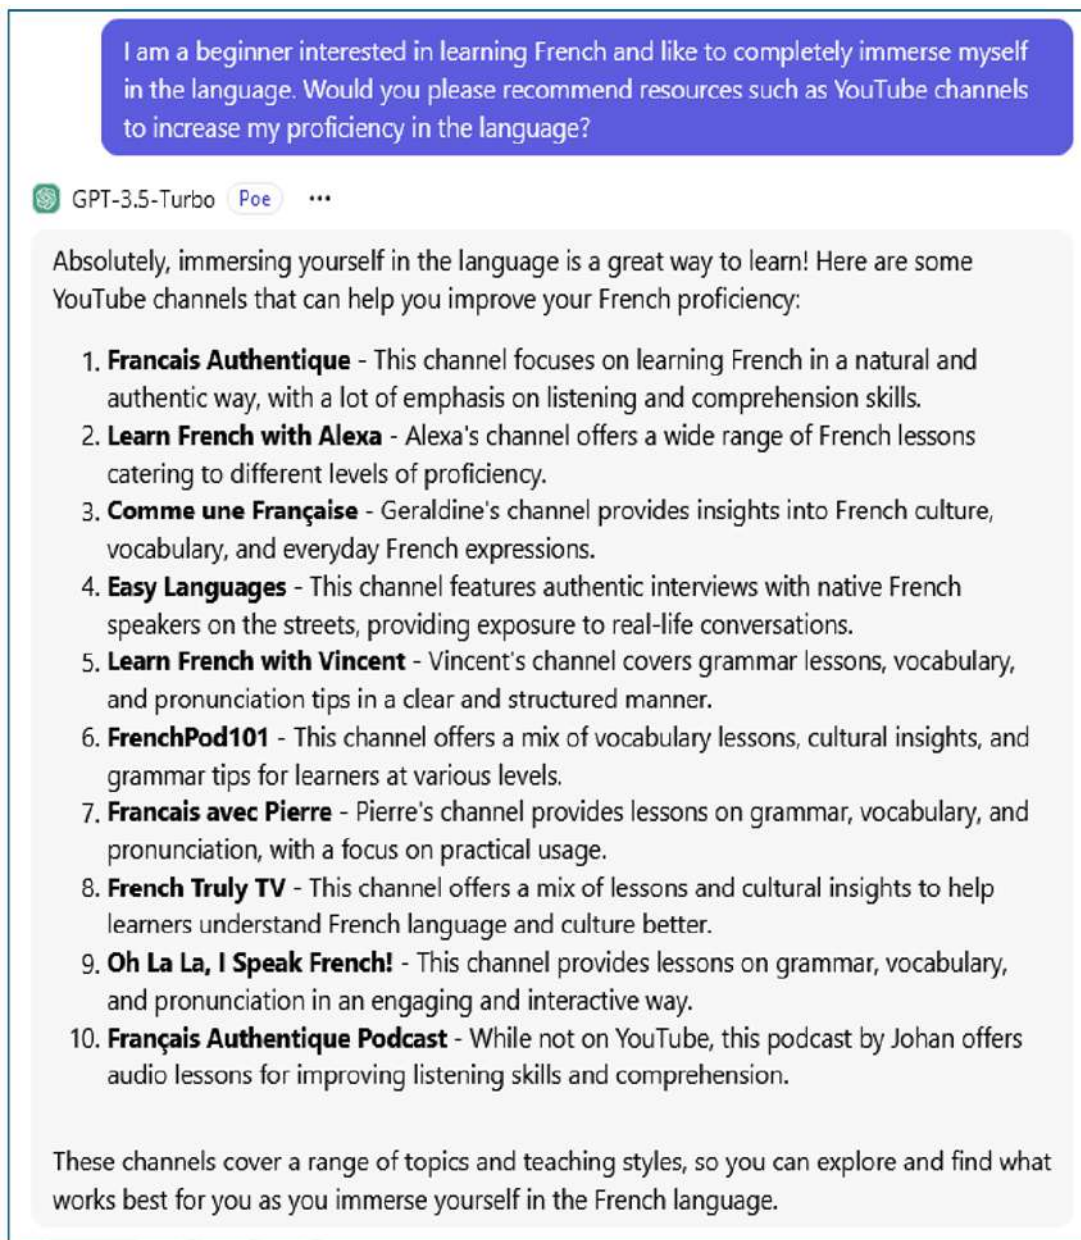 I am a beginner interested in learning French and like to completely immerse myself
in the language. Would you please recommend resources such as YouTube channels
to increase my proficiency in the language?
GPT-3.5-Turbo Poe •••
Absolutely, immersing yourself in the language is a great way to learn! Here are some
YouTube channels that can help you improve your French proficiency:
1. Francais Authentique - This channel focuses on learning French in a natural and
authentic way, with a lot of emphasis on listening and comprehension skills.
2. Learn French with Alexa - Alexa's channel offers a wide range of French lessons
catering to different levels of proficiency.
3. Comme une Française - Geraldine's channel provides insights into French culture,
vocabulary, and everyday French expressions.
4. Easy Languages - This channel features authentic interviews with native French
speakers on the streets, providing exposure to real-life conversations.
5. Learn French with Vincent - Vincent's channel covers grammar lessons, vocabulary,
and pronunciation tips in a clear and structured manner.
6. FrenchPod101 - This channel offers a mix of vocabulary lessons, cultural insights, and
grammar tips for learners at various levels.
7. Francais avec Pierre - Pierre's channel provides lessons on grammar, vocabulary, and
pronunciation, with a focus on practical usage.
8. French Truly TV - This channel offers a mix of lessons and cultural insights to help
learners understand French language and culture better.
9. Oh La La, I Speak French! - This channel provides lessons on grammar, vocabulary,
and pronunciation in an engaging and interactive way.
10. Français Authentique Podcast - While not on YouTube, this podcast by Johan offers
audio lessons for improving listening skills and comprehension.
These channels cover a range of topics and teaching styles, so you can explore and find what
works best for you as you immerse yourself in the French language.